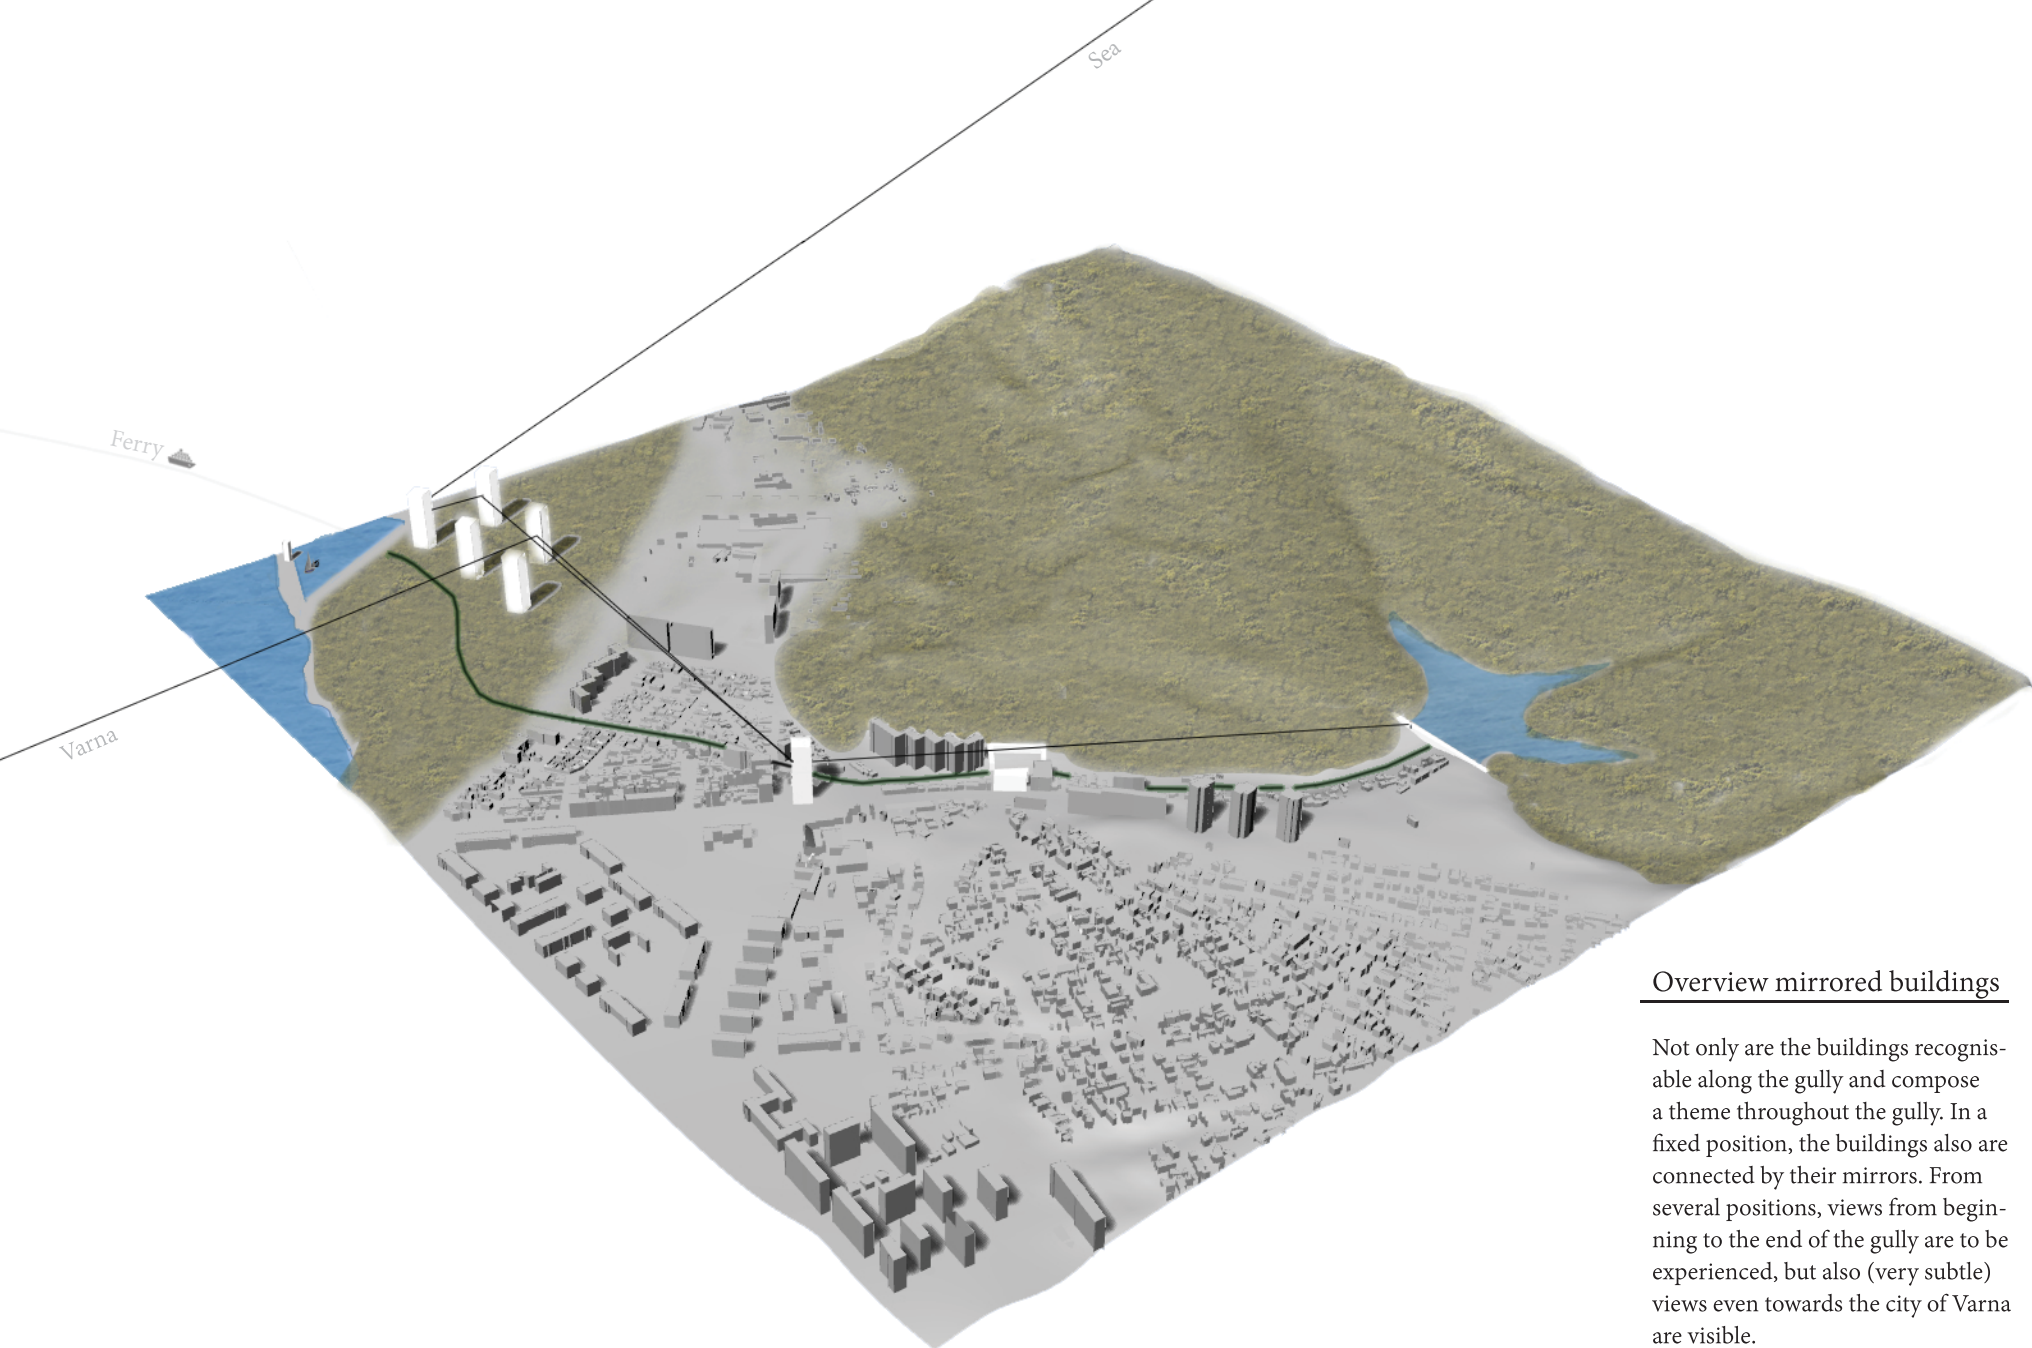 Sea
Ferry
Varna
Overview mirrored buildings
Not only are the buildings recognis-
able along the gully and compose
a theme throughout the gully. In a
fixed position, the buildings also are
connected by their mirrors. From
several positions, views from begin-
ning to the end of the gully are to be
experienced, but also (very subtle)
views even towards the city of Varna
are visible.